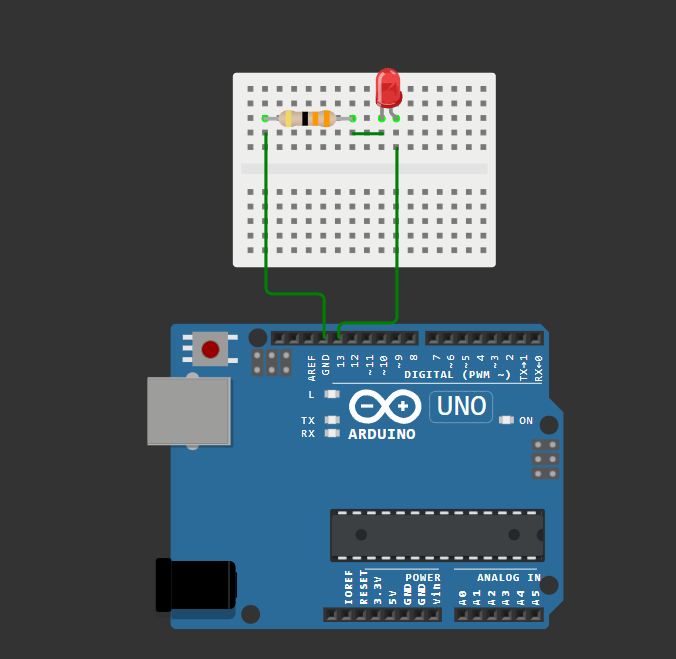 AREF
GND
13
12
~11
~10
~9
8
7
~6
~5
4
~3
2
TX→1
RX←0
DIGITAL (PWM ~)
L
TX
RX
UNO
ON
ARDUINO
POWER
ANALOG IN
IOREF
RESET
3.3V
5V
GND
GND
Vin
A0
A1
A2
A3
A4
A5